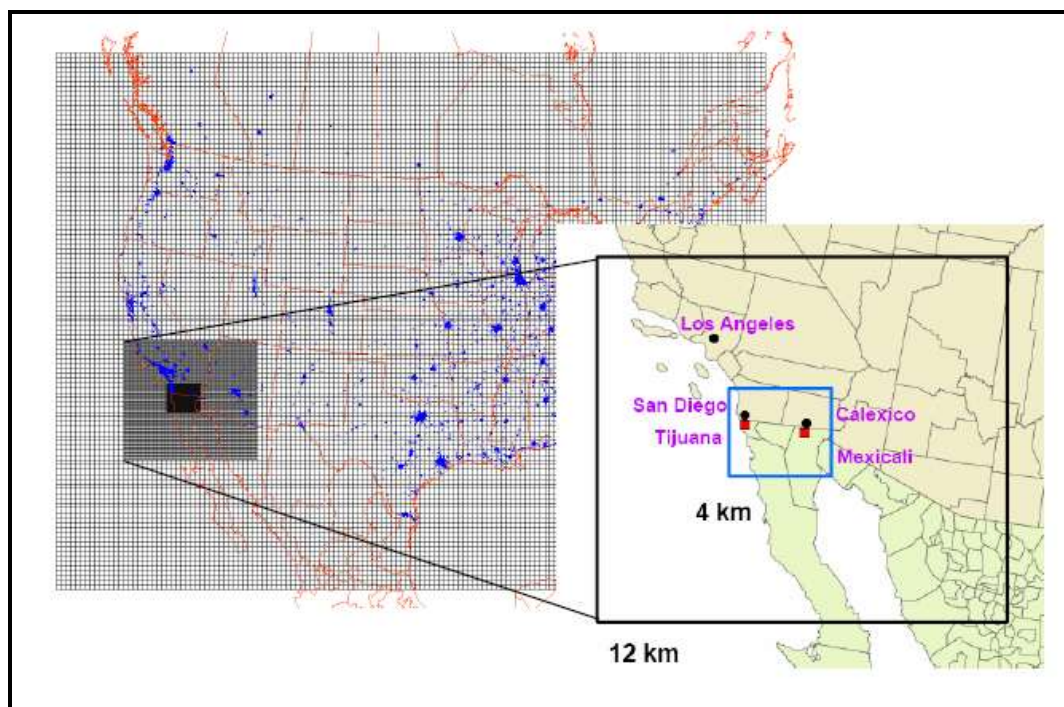 Los Angeles
San Diego
Calexico
Tijuana
Mexicali
4 km
12 km